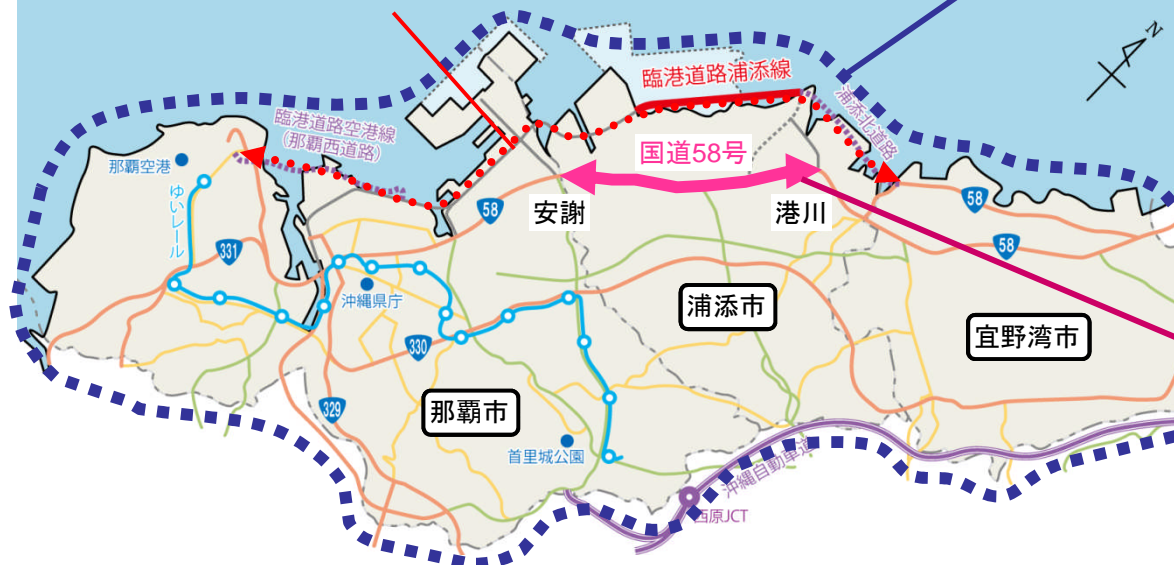 N
臨港道路浦添線
浦添北道路
臨港道路空港線
(那覇西道路)
那覇空港
国道58号
ゆいレール
58
安謝
港川
58
58
331
沖縄県庁
浦添市
宜野湾市
330
329
那覇市
首里城公園
沖縄自動車道
西原JCT